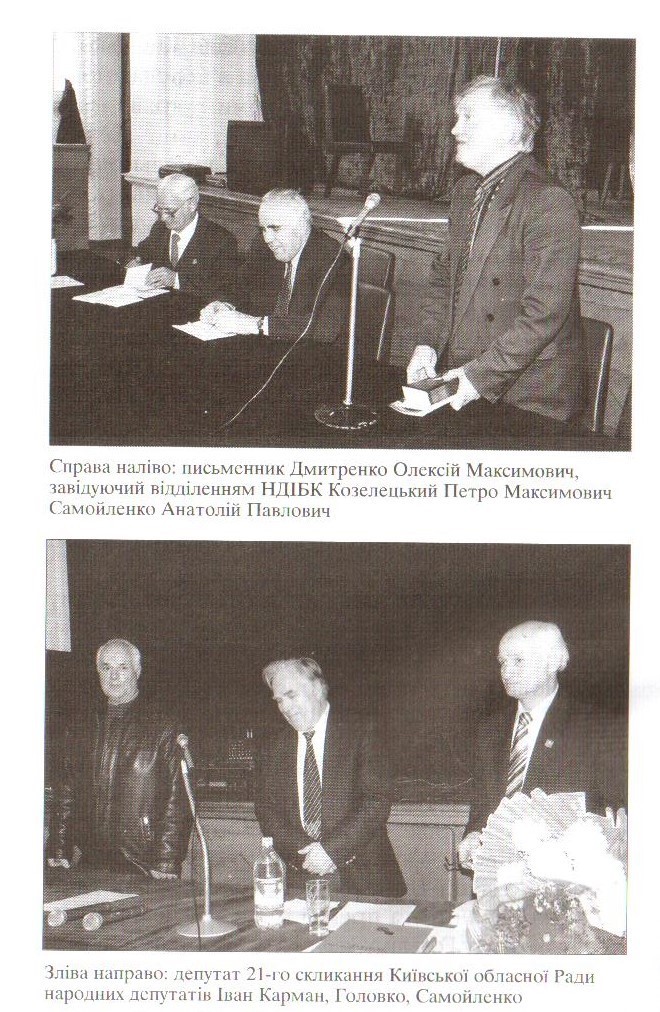 Справа наліво: письменник Дмитренко Олексій Максимович,
завідуючий відділенням НДІБК Козелецький Петро Максимович
Самойленко Анатолій Павлович
Зліва направо: депутат 21-го скликання Київської обласної Ради
народних депутатів Іван Карман, Головко, Самойленко